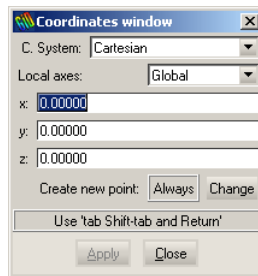 Coordinates window
C. System: Cartesian
Local axes: Global
x: 0.00000
y: 0.00000
z: 0.00000
Create new point: Always Change
Use 'tab Shift-tab and Return'
Apply Close